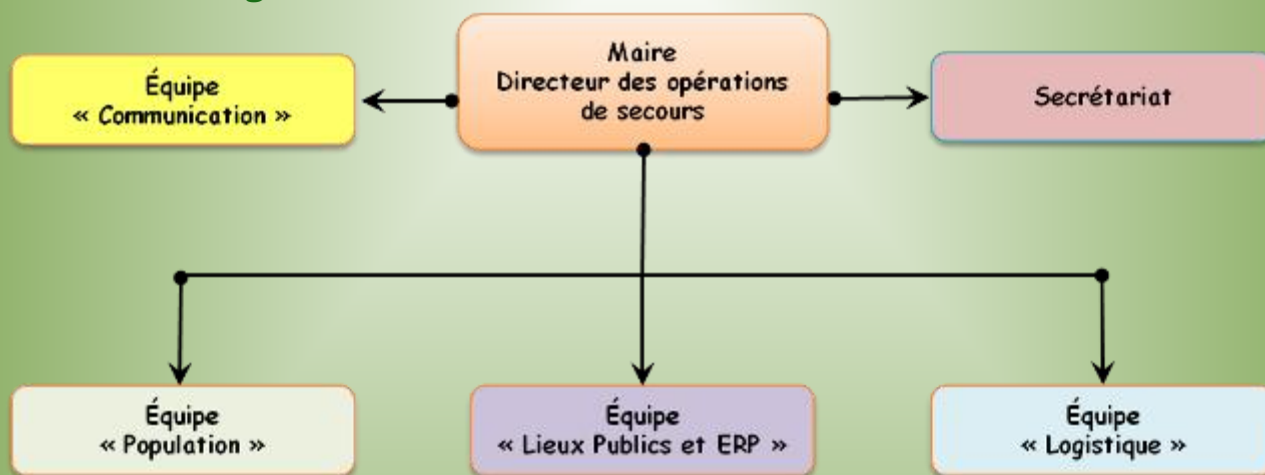 Maire
Directeur des opérations
de secours
Équipe
« Communication »
Secrétariat
Équipe
« Population »
Équipe
« Lieux Publics et ERP »
Équipe
« Logistique »